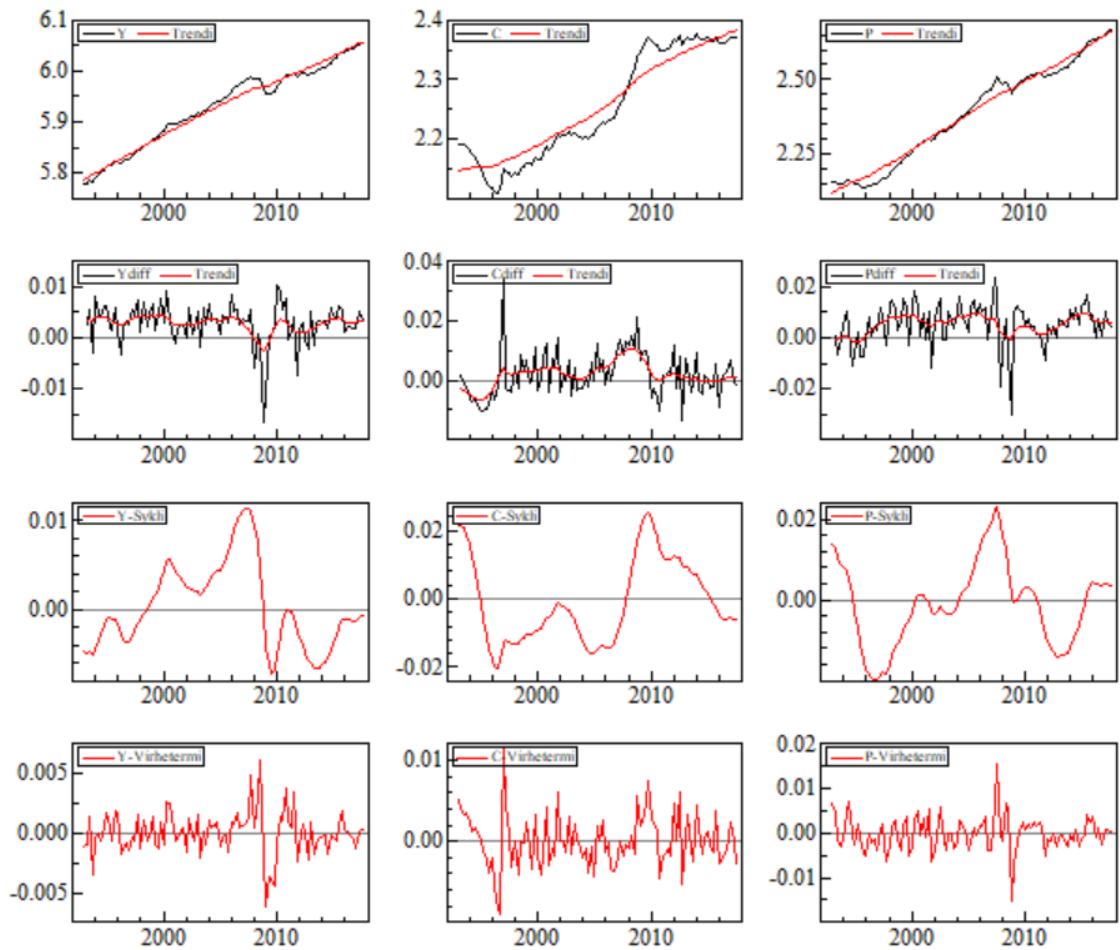 6.1 Y Trendi 2.4 C Trendi P Trendi
6.0 2.3 2.50
5.9 2.2 2.25
5.8
2000 2010 2000 2010 2000 2010
Ydiff Trendi 0.04 Cdiff Trendi Pdiff Trendi
0.01 0.02
0.00 0.02 0.00
-0.01 0.00 -0.02
2000 2010 2000 2010 2000 2010
Y-Sykli C-Sykli P-Sykli
0.01 0.02 0.02
0.00 0.00 0.00
-0.02
2000 2010 2000 2010 2000 2010
Y-Virhetermi C-Virhetermi 0.02 P-Virhetermi
0.005 0.01 0.01
0.000 0.00 0.00
-0.005 -0.01
2000 2010 2000 2010 2000 2010